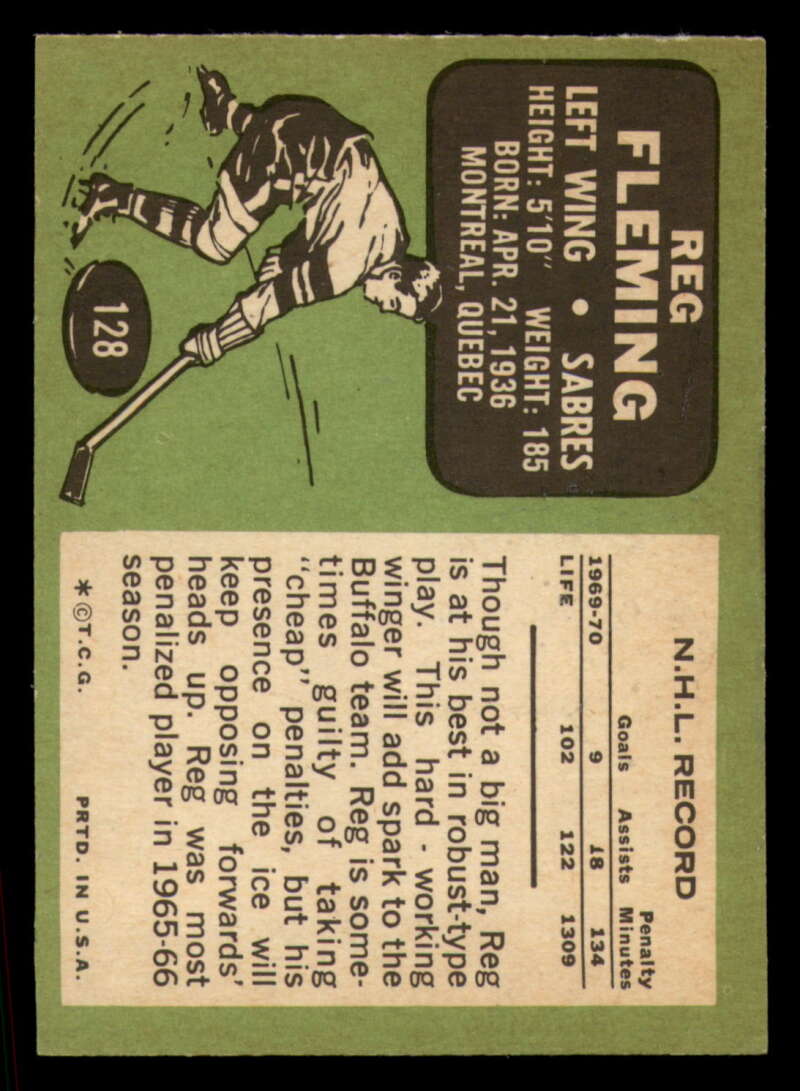 REG
FLEMING
LEFT WING • SABRES
HEIGHT: 5'10" WEIGHT: 185
BORN: APR. 21, 1936
MONTREAL, QUEBEC
128
N.H.L. RECORD
Penalty
Goals Assists Minutes
1969-70 9 18 134
LIFE 102 122 1309
Though not a big man, Reg
is at his best in robust-type
play. This hard - working
winger will add spark to the
Buffalo team. Reg is some-
times guilty of taking
"cheap" penalties, but his
presence on the ice will
keep opposing forwards'
heads up. Reg was most
penalized player in 1965-66
season.
*©T.C.G. PRTD. IN U.S.A.